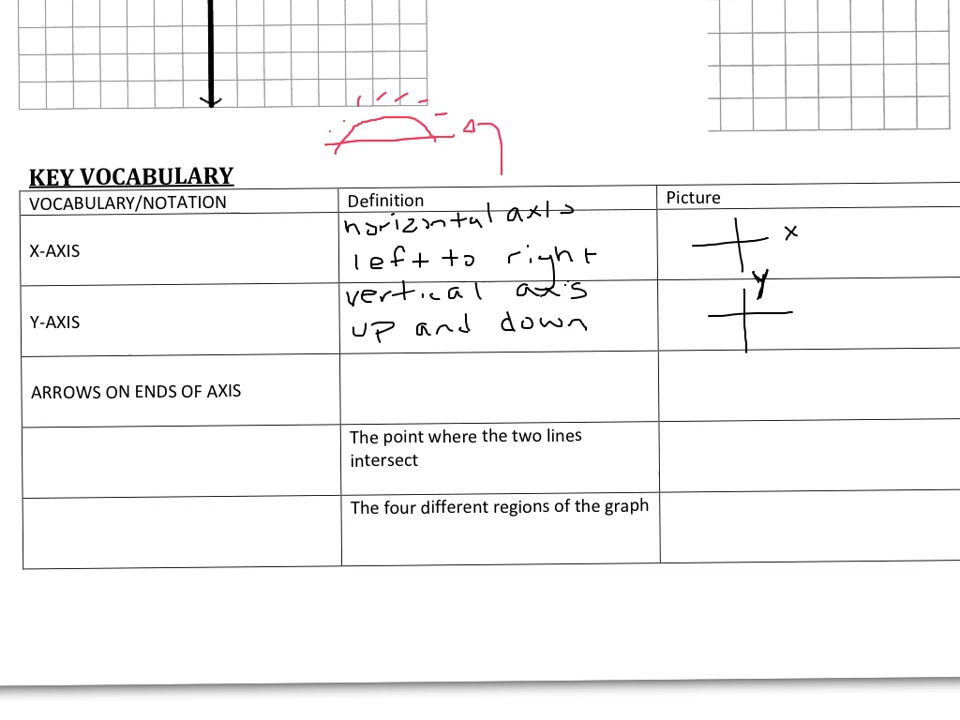 KEY VOCABULARY
VOCABULARY/NOTATION Definition Picture
X-AXIS
horizontal axis
left to right
X
Y-AXIS
vertical axis
up and down
Y
ARROWS ON ENDS OF AXIS
The point where the two lines
intersect
The four different regions of the graph